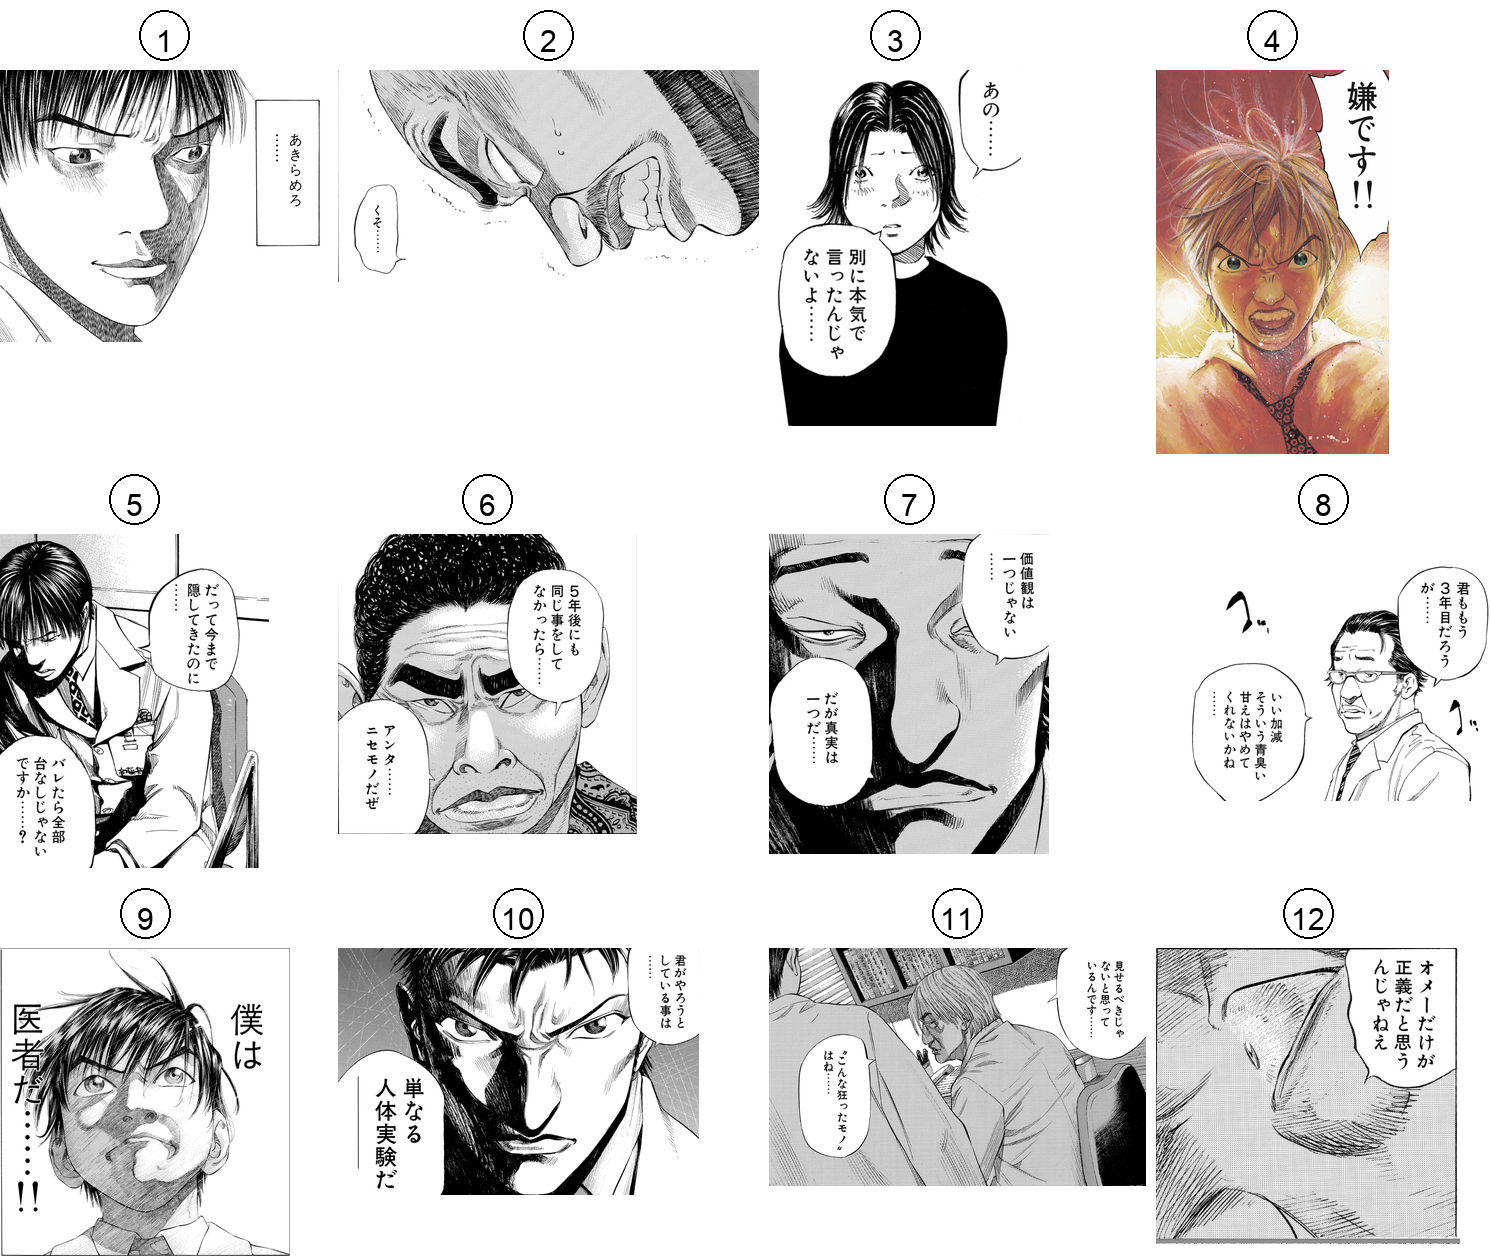 1
あきらめろ
……
2
くそ……
3
あの……
別に本気で
言ったんじゃ
ないよ……
4
嫌です!!
5
だって今まで
隠してきたのに
……
バレたら全部
台なしじゃない
ですか……?
6
5年後にも
同じ事をして
なかったら……
アンタ……
ニセモノだぜ
7
価値観は
一つじゃない
……
だが真実は
一つだ……
8
君ももう
3年目だろう
が……
いい加減
そういう青臭い
甘えはやめて
くれないかね
……
9
僕は
医者だ……!!
10
君がやろうと
している事は
……
単なる
人体実験だ
11
見せるべきじゃ
ないと思って
いるんです……
“こんな狂ったモノ”
はね……
12
オメーだけが
正義だと思う
んじゃねえ